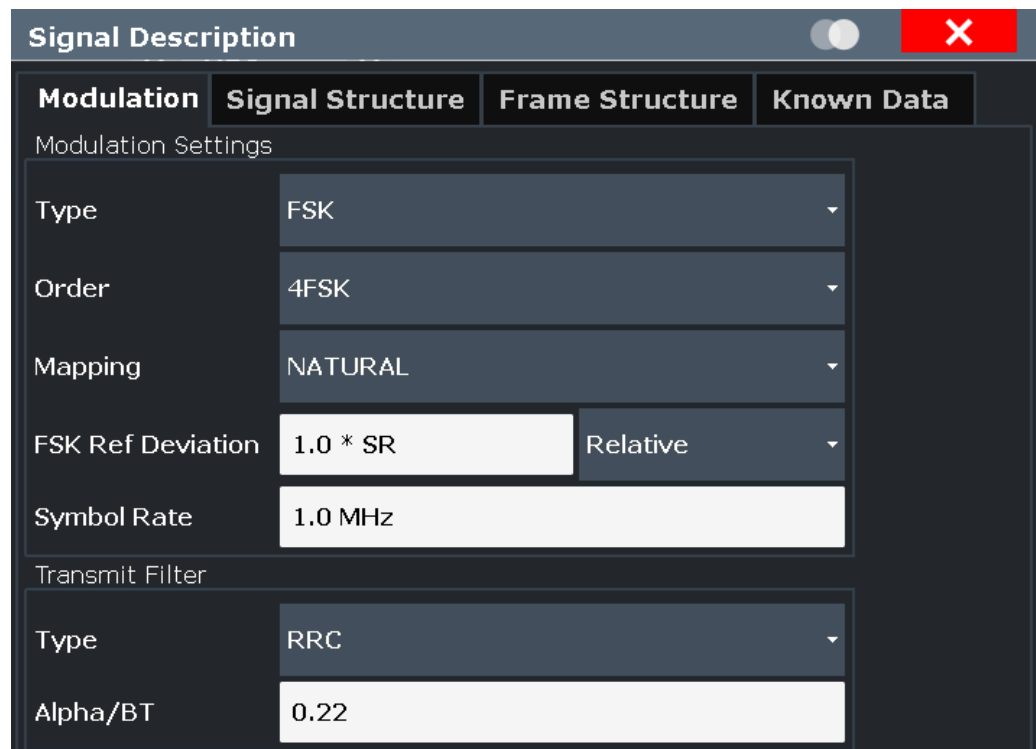 Signal Description
Modulation Signal Structure Frame Structure Known Data
Modulation Settings
Type FSK
Order 4FSK
Mapping NATURAL
FSK Ref Deviation 1.0 * SR Relative
Symbol Rate 1.0 MHz
Transmit Filter
Type RRC
Alpha/BT 0.22